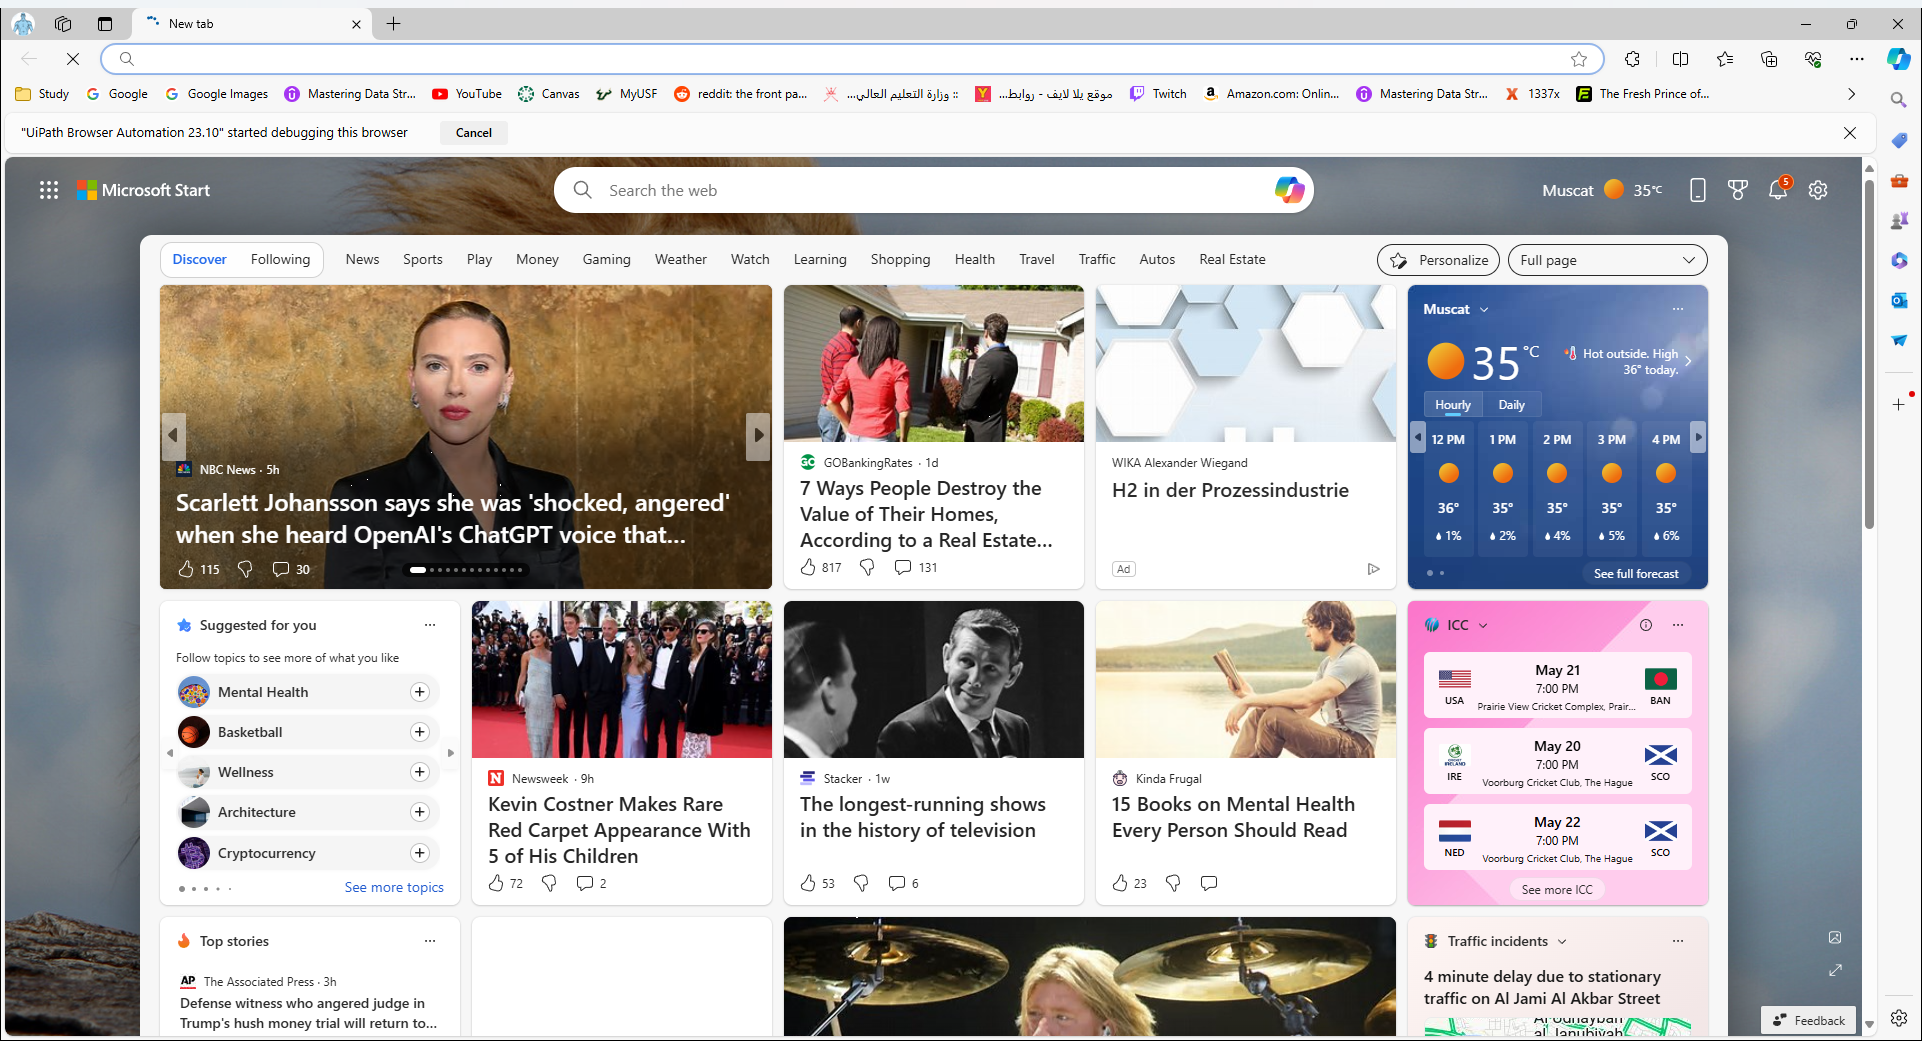 New tab
Study
Google
Google Images
Mastering Data Str...
YouTube
Canvas
MyUSF
reddit: the front pa...
:: وزارة التعليم العالي...
موقع يلا لايف - روابط...
Twitch
Amazon.com: Onlin...
Mastering Data Str...
1337x
The Fresh Prince of...
"UiPath Browser Automation 23.10" started debugging this browser
Cancel
Microsoft Start
Search the web
Muscat
35°C
5
Discover
Following
News
Sports
Play
Money
Gaming
Weather
Watch
Learning
Shopping
Health
Travel
Traffic
Autos
Real Estate
Personalize
Full page
NBC News · 5h
Scarlett Johansson says she was 'shocked, angered'
when she heard OpenAI's ChatGPT voice that...
115
30
GO
GOBankingRates · 1d
7 Ways People Destroy the
Value of Their Homes,
According to a Real Estate...
817
131
WIKA Alexander Wiegand
H2 in der Prozessindustrie
Ad
Muscat
35°C
Hot outside. High
36° today.
Hourly
Daily
12 PM 1 PM 2 PM 3 PM 4 PM
36° 35° 35° 35° 35°
1% 2% 4% 5% 6%
See full forecast
Suggested for you
Follow topics to see more of what you like
Mental Health
Basketball
Wellness
Architecture
Cryptocurrency
See more topics
N
Newsweek · 9h
Kevin Costner Makes Rare
Red Carpet Appearance With
5 of His Children
72
2
Stacker · 1w
The longest-running shows
in the history of television
53
6
Kinda Frugal
15 Books on Mental Health
Every Person Should Read
23
ICC
May 21
7:00 PM
USA
Prairie View Cricket Complex, Prair...
BAN
May 20
7:00 PM
IRE
Voorburg Cricket Club, The Hague
SCO
May 22
7:00 PM
NED
Voorburg Cricket Club, The Hague
SCO
See more ICC
Top stories
AP
The Associated Press · 3h
Defense witness who angered judge in
Trump's hush money trial will return to...
Traffic incidents
4 minute delay due to stationary
traffic on Al Jami Al Akbar Street
Feedback